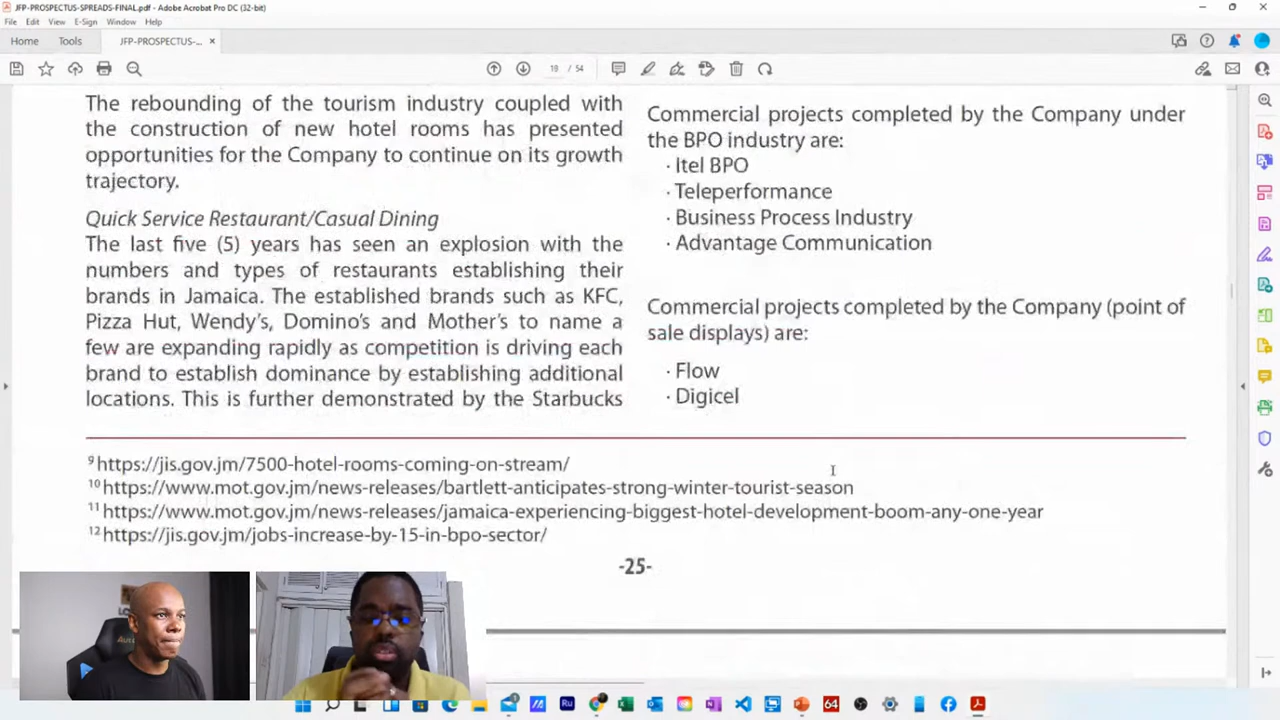 JFP-PROSPECTUS-SPREADS-FINAL.pdf - Adobe Acrobat Pro DC (32-bit)
File Edit View E-Sign Window Help
Home Tools JFP-PROSPECTUS-... ×
18 / 54
The rebounding of the tourism industry coupled with
the construction of new hotel rooms has presented
opportunities for the Company to continue on its growth
trajectory.
Quick Service Restaurant/Casual Dining
The last five (5) years has seen an explosion with the
numbers and types of restaurants establishing their
brands in Jamaica. The established brands such as KFC,
Pizza Hut, Wendy's, Domino's and Mother's to name a
few are expanding rapidly as competition is driving each
brand to establish dominance by establishing additional
locations. This is further demonstrated by the Starbucks
Commercial projects completed by the Company under
the BPO industry are:
· Itel BPO
· Teleperformance
· Business Process Industry
· Advantage Communication
Commercial projects completed by the Company (point of
sale displays) are:
· Flow
· Digicel
9 https://jis.gov.jm/7500-hotel-rooms-coming-on-stream/
10 https://www.mot.gov.jm/news-releases/bartlett-anticipates-strong-winter-tourist-season
11 https://www.mot.gov.jm/news-releases/jamaica-experiencing-biggest-hotel-development-boom-any-one-year
12 https://jis.gov.jm/jobs-increase-by-15-in-bpo-sector/
-25-
Ru
64